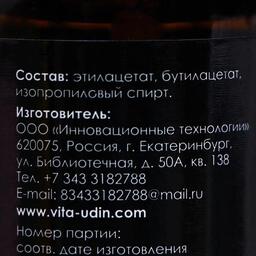 Состав: этилацетат, бутилацетат,
изопропиловый спирт.
Изготовитель:
ООО «Инновационные технологии»
620075, Россия, г. Екатеринбург,
ул. Библиотечная, д. 50А, кв. 138
Тел. +7 343 3182788
E-mail: 83433182788@mail.ru
www.vita-udin.com
Номер партии:
соотв. дате изготовления